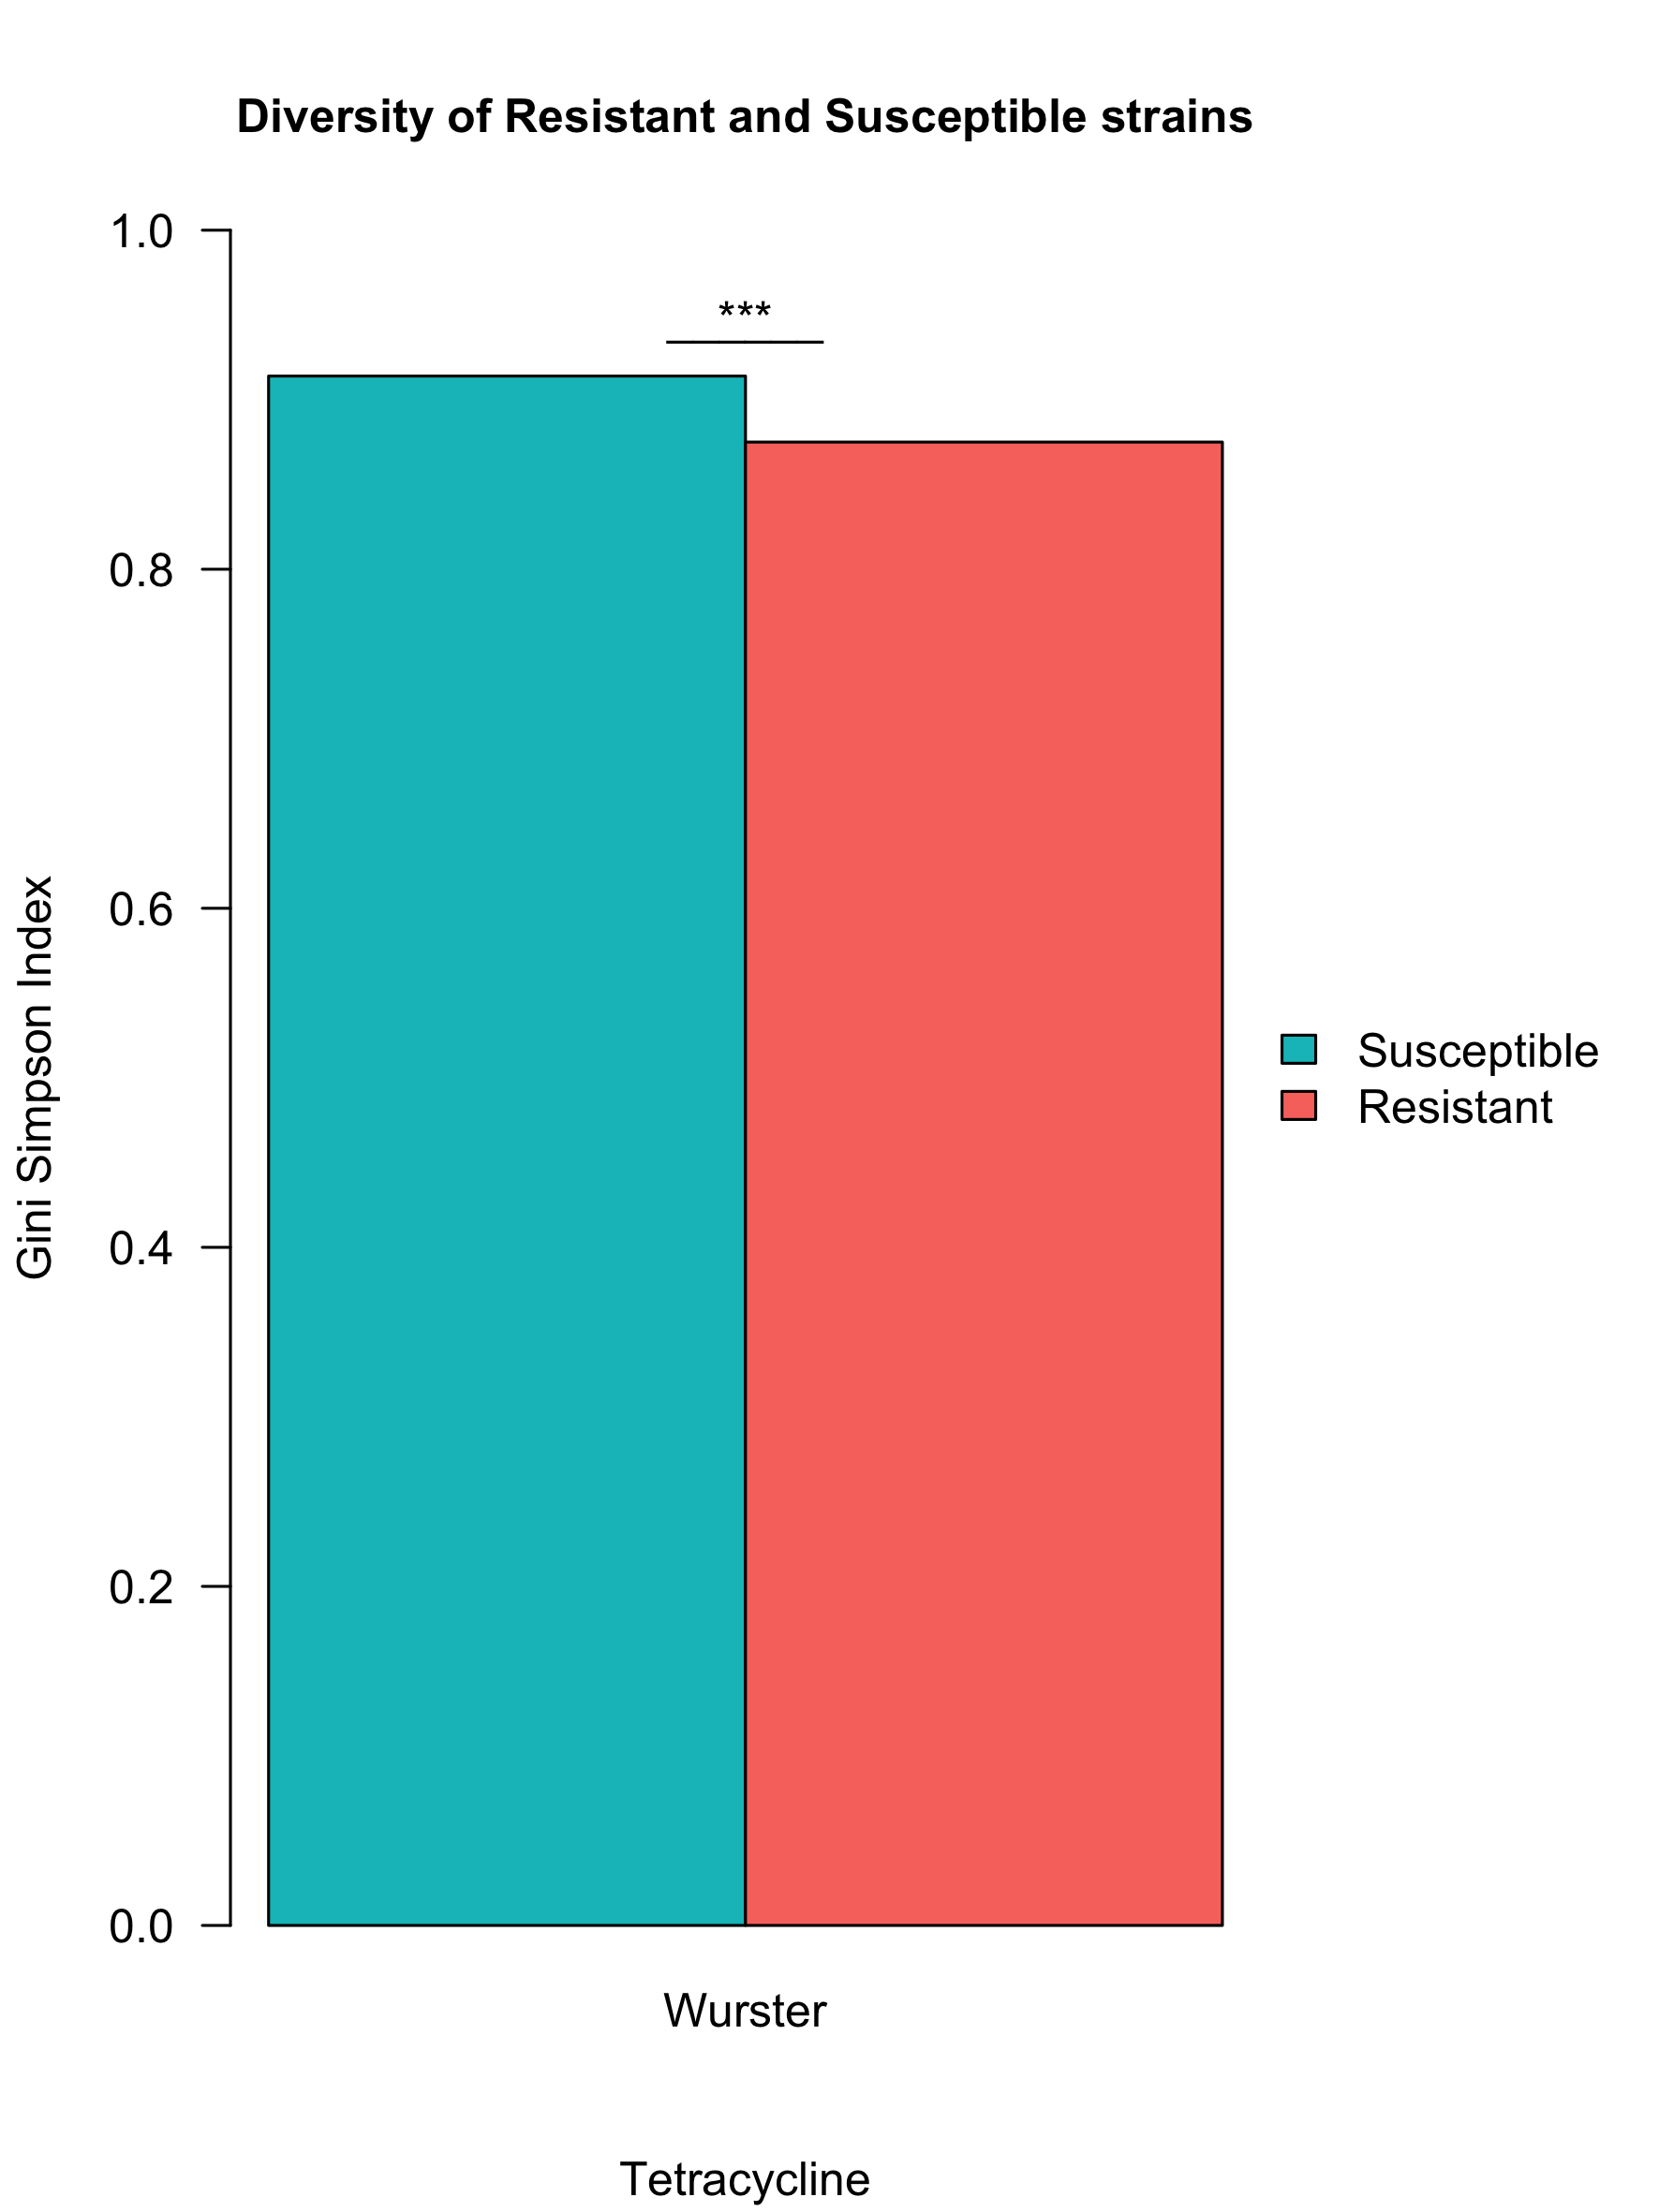 Diversity of Resistant and Susceptible strains
1.0
***
0.8
0.6
0.4
0.2
0.0
Gini Simpson Index
Susceptible
Resistant
Wurster
Tetracycline